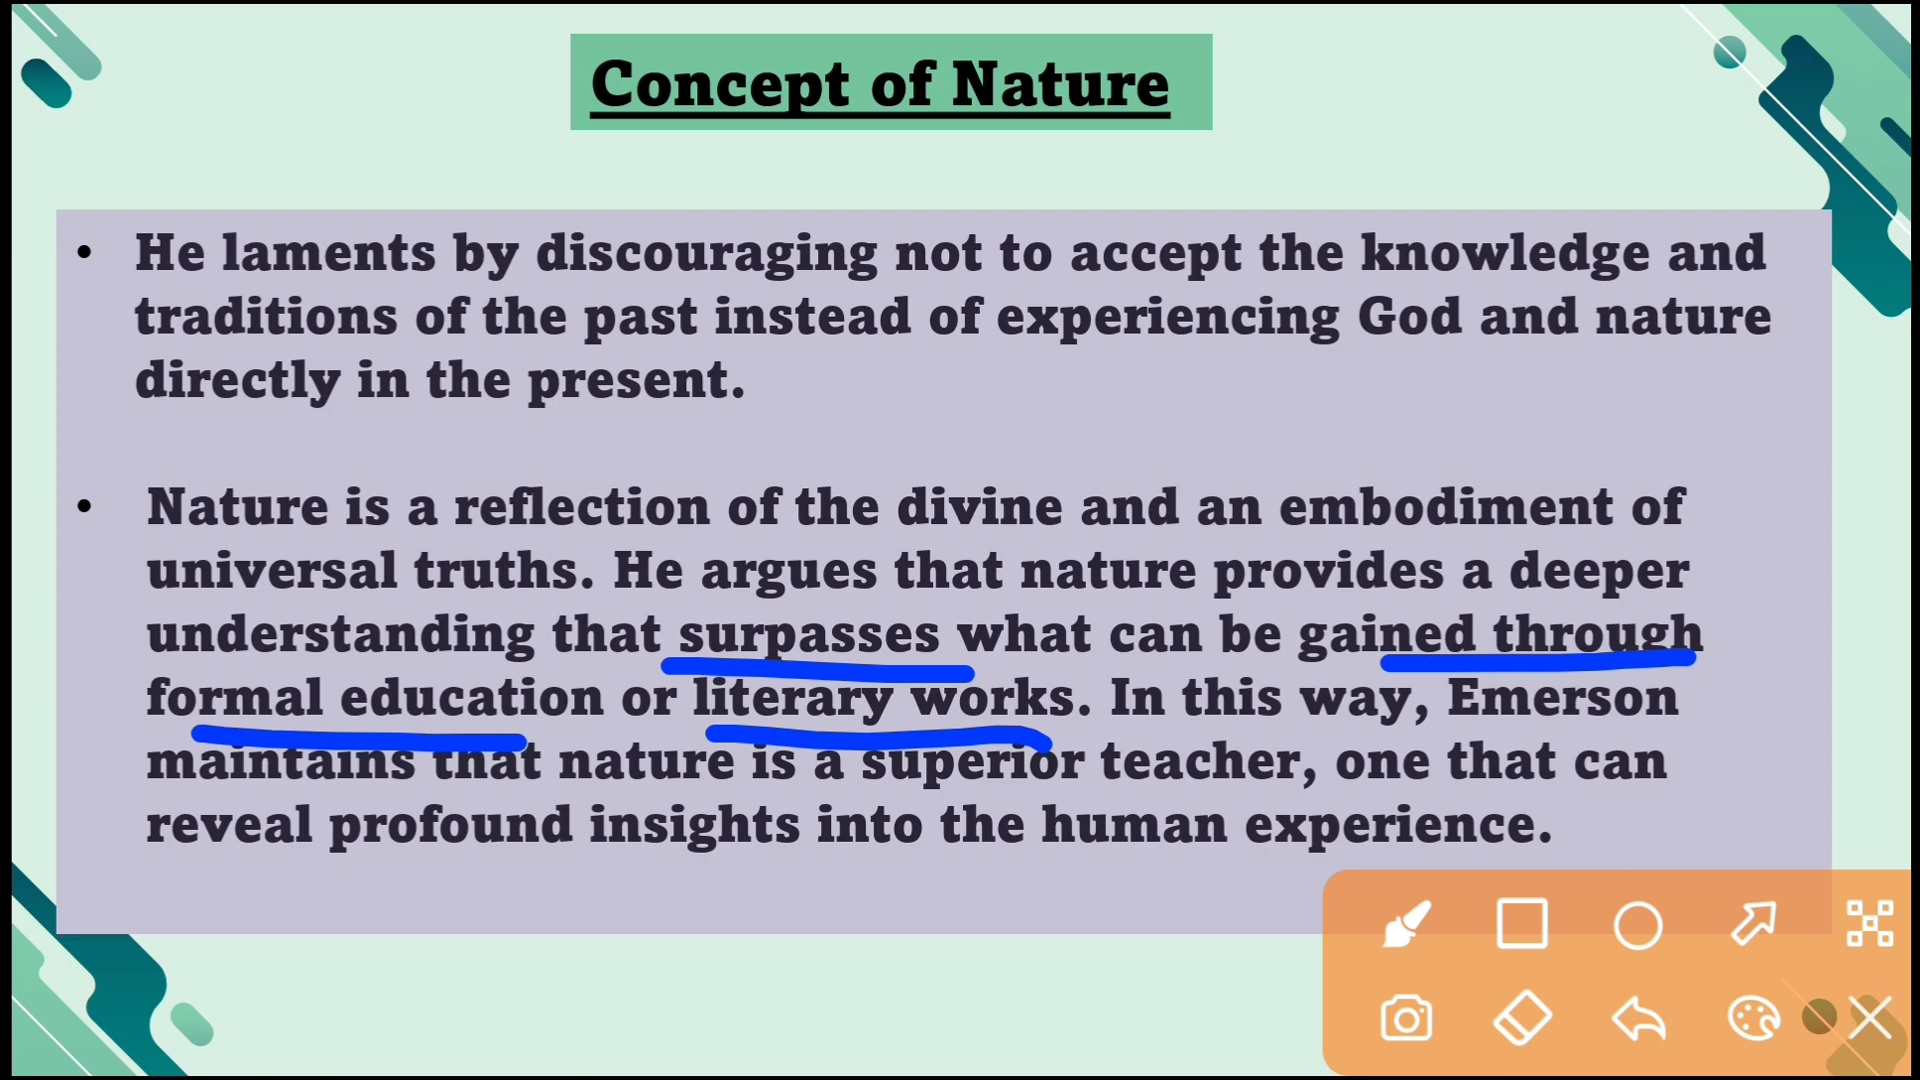 Concept of Nature
• He laments by discouraging not to accept the knowledge and
traditions of the past instead of experiencing God and nature
directly in the present.
• Nature is a reflection of the divine and an embodiment of
universal truths. He argues that nature provides a deeper
understanding that surpasses what can be gained through
formal education or literary works. In this way, Emerson
maintains that nature is a superior teacher, one that can
reveal profound insights into the human experience.